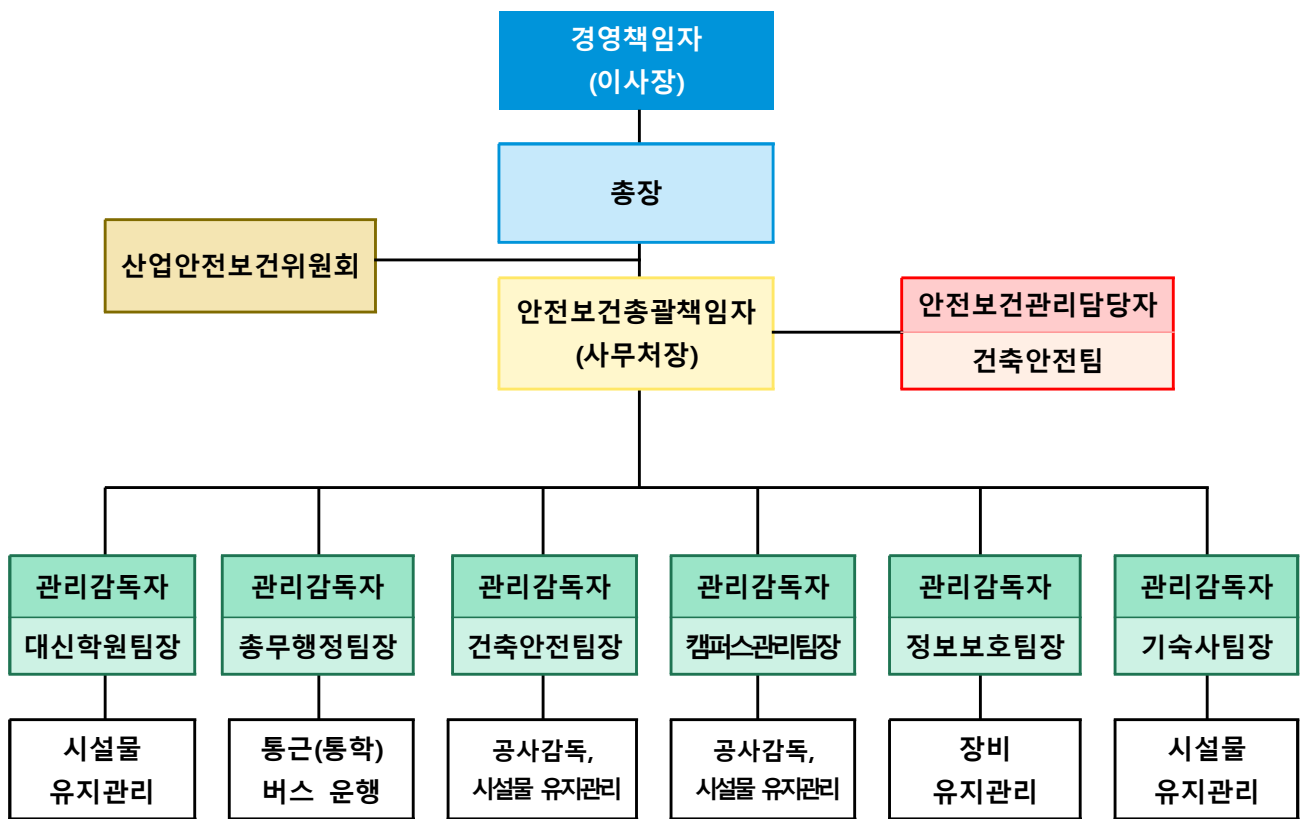 경영책임자
(이사장)
총장
산업안전보건위원회
안전보건총괄책임자
(사무처장)
안전보건관리담당자
건축안전팀
관리감독자
대신학원팀장
시설물
유지관리
관리감독자
총무행정팀장
통근(통학)
버스 운행
관리감독자
건축안전팀장
공사감독,
시설물 유지관리
관리감독자
캠퍼스관리팀장
공사감독,
시설물 유지관리
관리감독자
정보보호팀장
장비
유지관리
관리감독자
기숙사팀장
시설물
유지관리